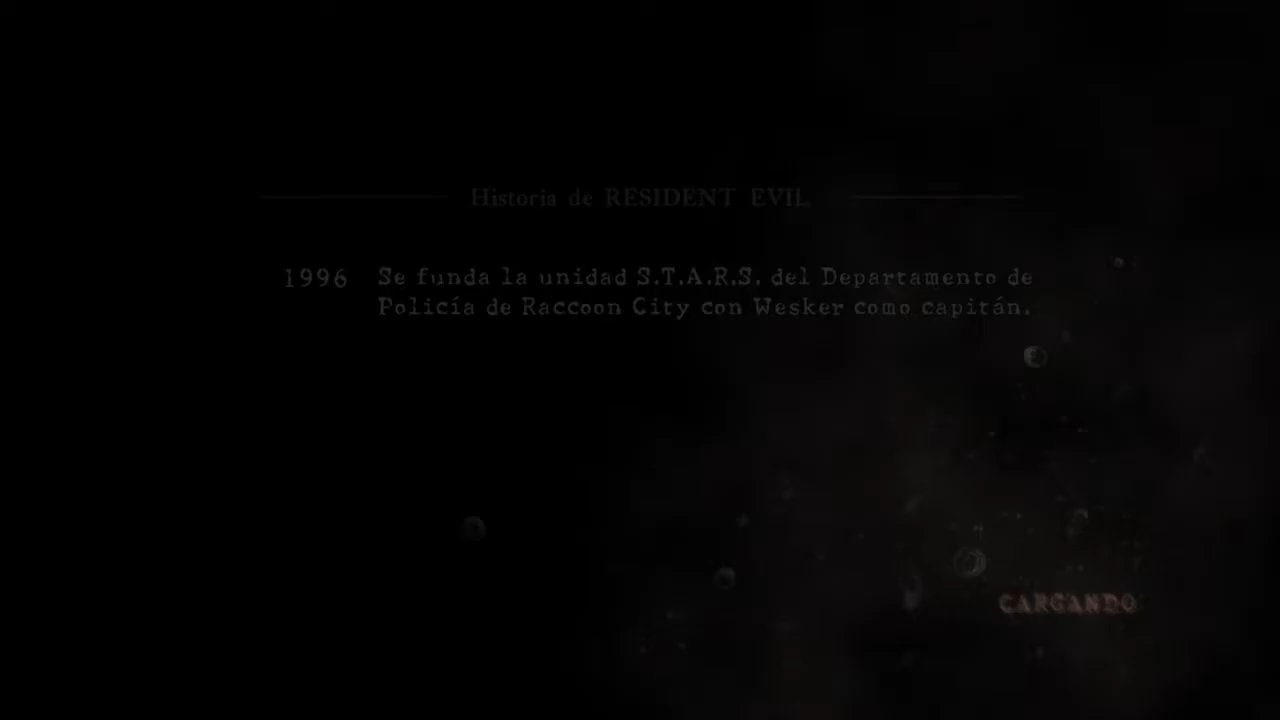 Historia de RESIDENT EVIL
1996 Se funda la unidad S.T.A.R.S. del Departamento de
Policía de Raccoon City con Wesker como capitán.
CARGANDO